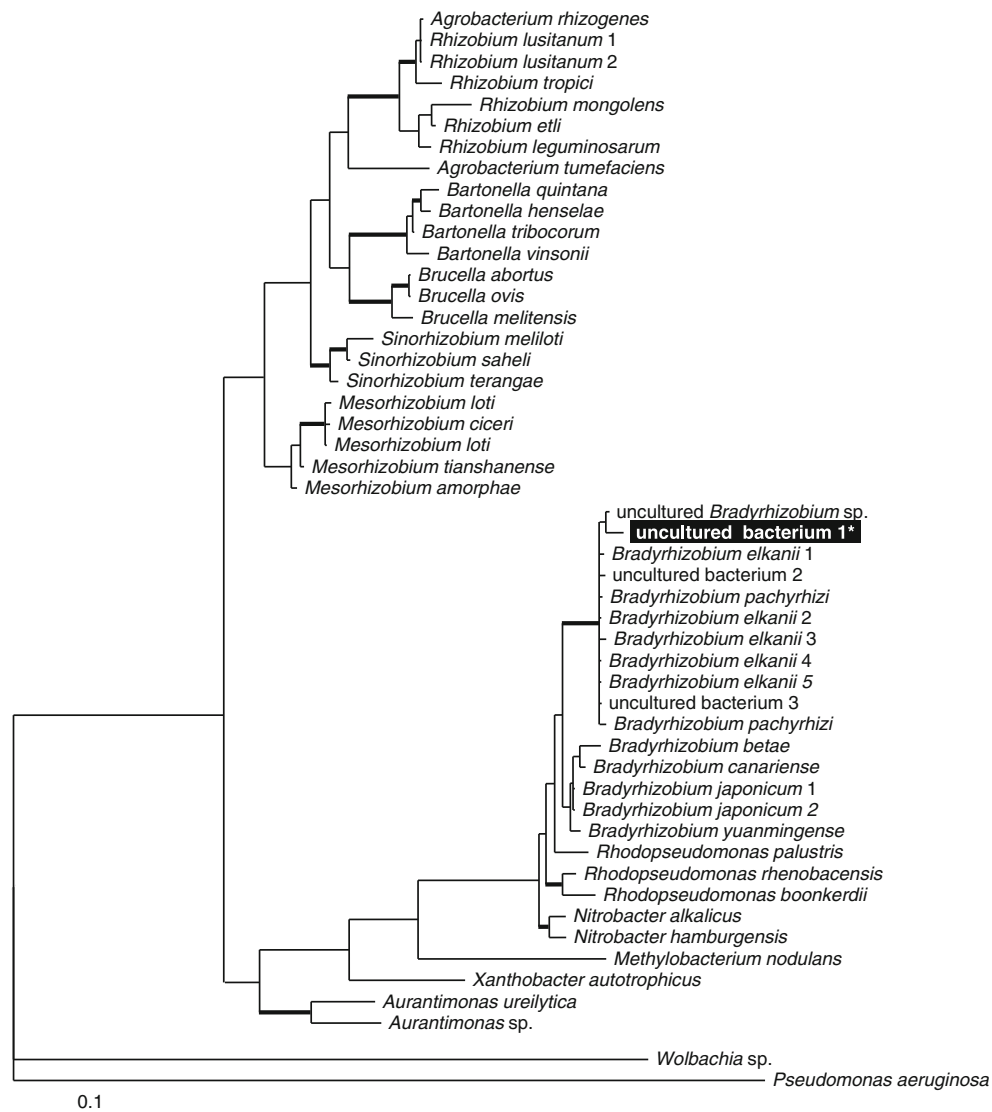 Agrobacterium rhizogenes
Rhizobium lusitanum 1
Rhizobium lusitanum 2
Rhizobium tropici
Rhizobium mongolens
Rhizobium etli
Rhizobium leguminosarum
Agrobacterium tumefaciens
Bartonella quintana
Bartonella henselae
Bartonella tribocorum
Bartonella vinsonii
Brucella abortus
Brucella ovis
Brucella melitensis
Sinorhizobium meliloti
Sinorhizobium saheli
Sinorhizobium terangae
Mesorhizobium loti
Mesorhizobium ciceri
Mesorhizobium loti
Mesorhizobium tianshanense
Mesorhizobium amorphae
uncultured Bradyrhizobium sp.
uncultured bacterium 1*
Bradyrhizobium elkanii 1
uncultured bacterium 2
Bradyrhizobium pachyrhizi
Bradyrhizobium elkanii 2
Bradyrhizobium elkanii 3
Bradyrhizobium elkanii 4
Bradyrhizobium elkanii 5
uncultured bacterium 3
Bradyrhizobium pachyrhizi
Bradyrhizobium betae
Bradyrhizobium canariense
Bradyrhizobium japonicum 1
Bradyrhizobium japonicum 2
Bradyrhizobium yuanmingense
Rhodopseudomonas palustris
Rhodopseudomonas rhenobacensis
Rhodopseudomonas boonkerdii
Nitrobacter alkalicus
Nitrobacter hamburgensis
Methylobacterium nodulans
Xanthobacter autotrophicus
Aurantimonas ureilytica
Aurantimonas sp.
Wolbachia sp.
Pseudomonas aeruginosa
0.1